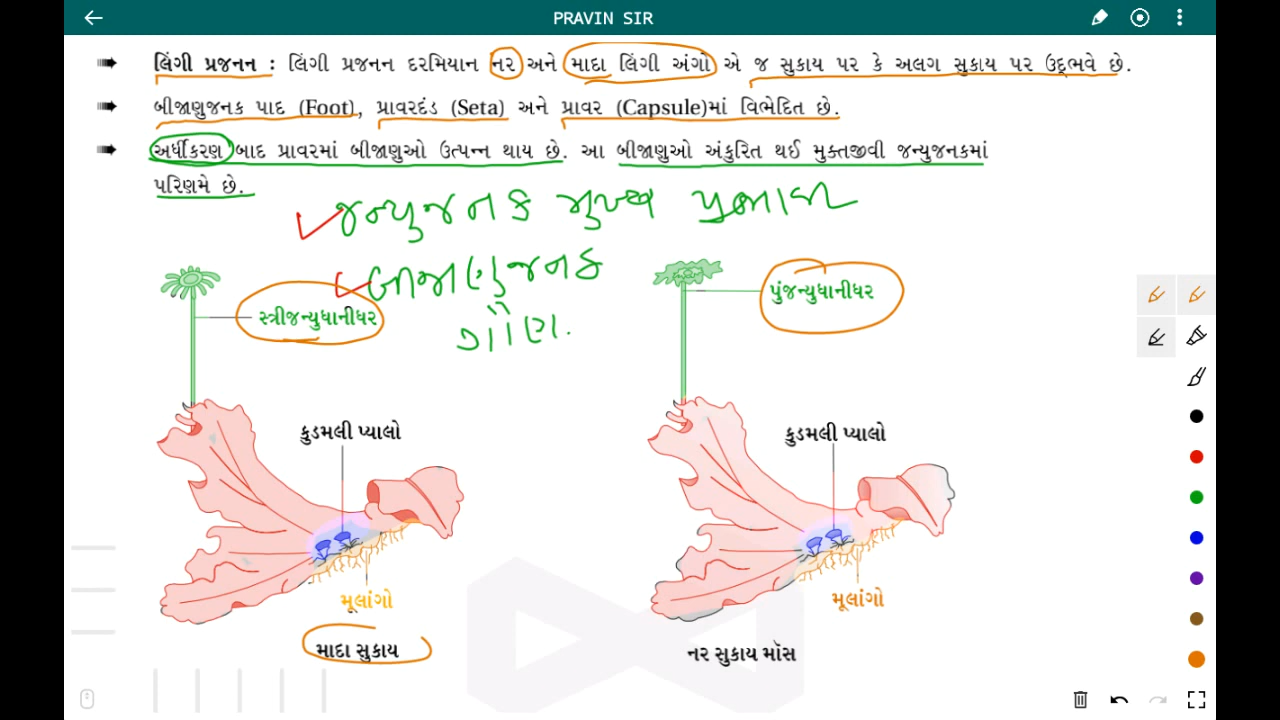 PRAVIN SIR
લિંગી પ્રજનન : લિંગી પ્રજનન દરમિયાન નર અને માદા લિંગી અંગો એ જ સુકાય પર કે અલગ સુકાય પર ઉદ્ભવે છે.
બીજાણુજનક પાદ (Foot), પ્રાવરદંડ (Seta) અને પ્રાવર (Capsule)માં વિભેદિત છે.
અર્ધીકરણ બાદ પ્રાવરમાં બીજાણુઓ ઉત્પન્ન થાય છે. આ બીજાણુઓ અંકુરિત થઈ મુક્તજીવી જન્યુજનકમાં
પરિણમે છે.
જન્યુજનક મુખ્ય
બીજાણુજનક
ગૌણ.
સ્ત્રીજન્યુધાનીધર
પુંજન્યુધાનીધર
કુડમલી પ્યાલો
કુડમલી પ્યાલો
મૂલાંગો
મૂલાંગો
માદા સુકાય
નર સુકાય મૉસ